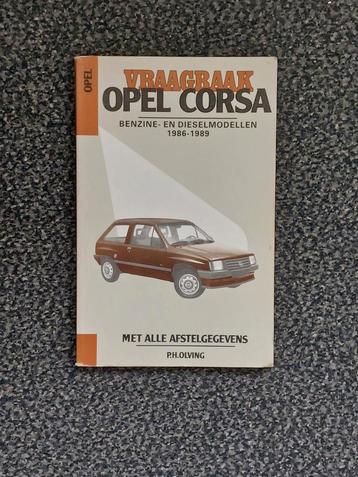 OPEL
VRAAGBAAK
OPEL CORSA
BENZINE- EN DIESELMODELLEN
1986-1989
MET ALLE AFSTELGEGEVENS
P.H.OLVING